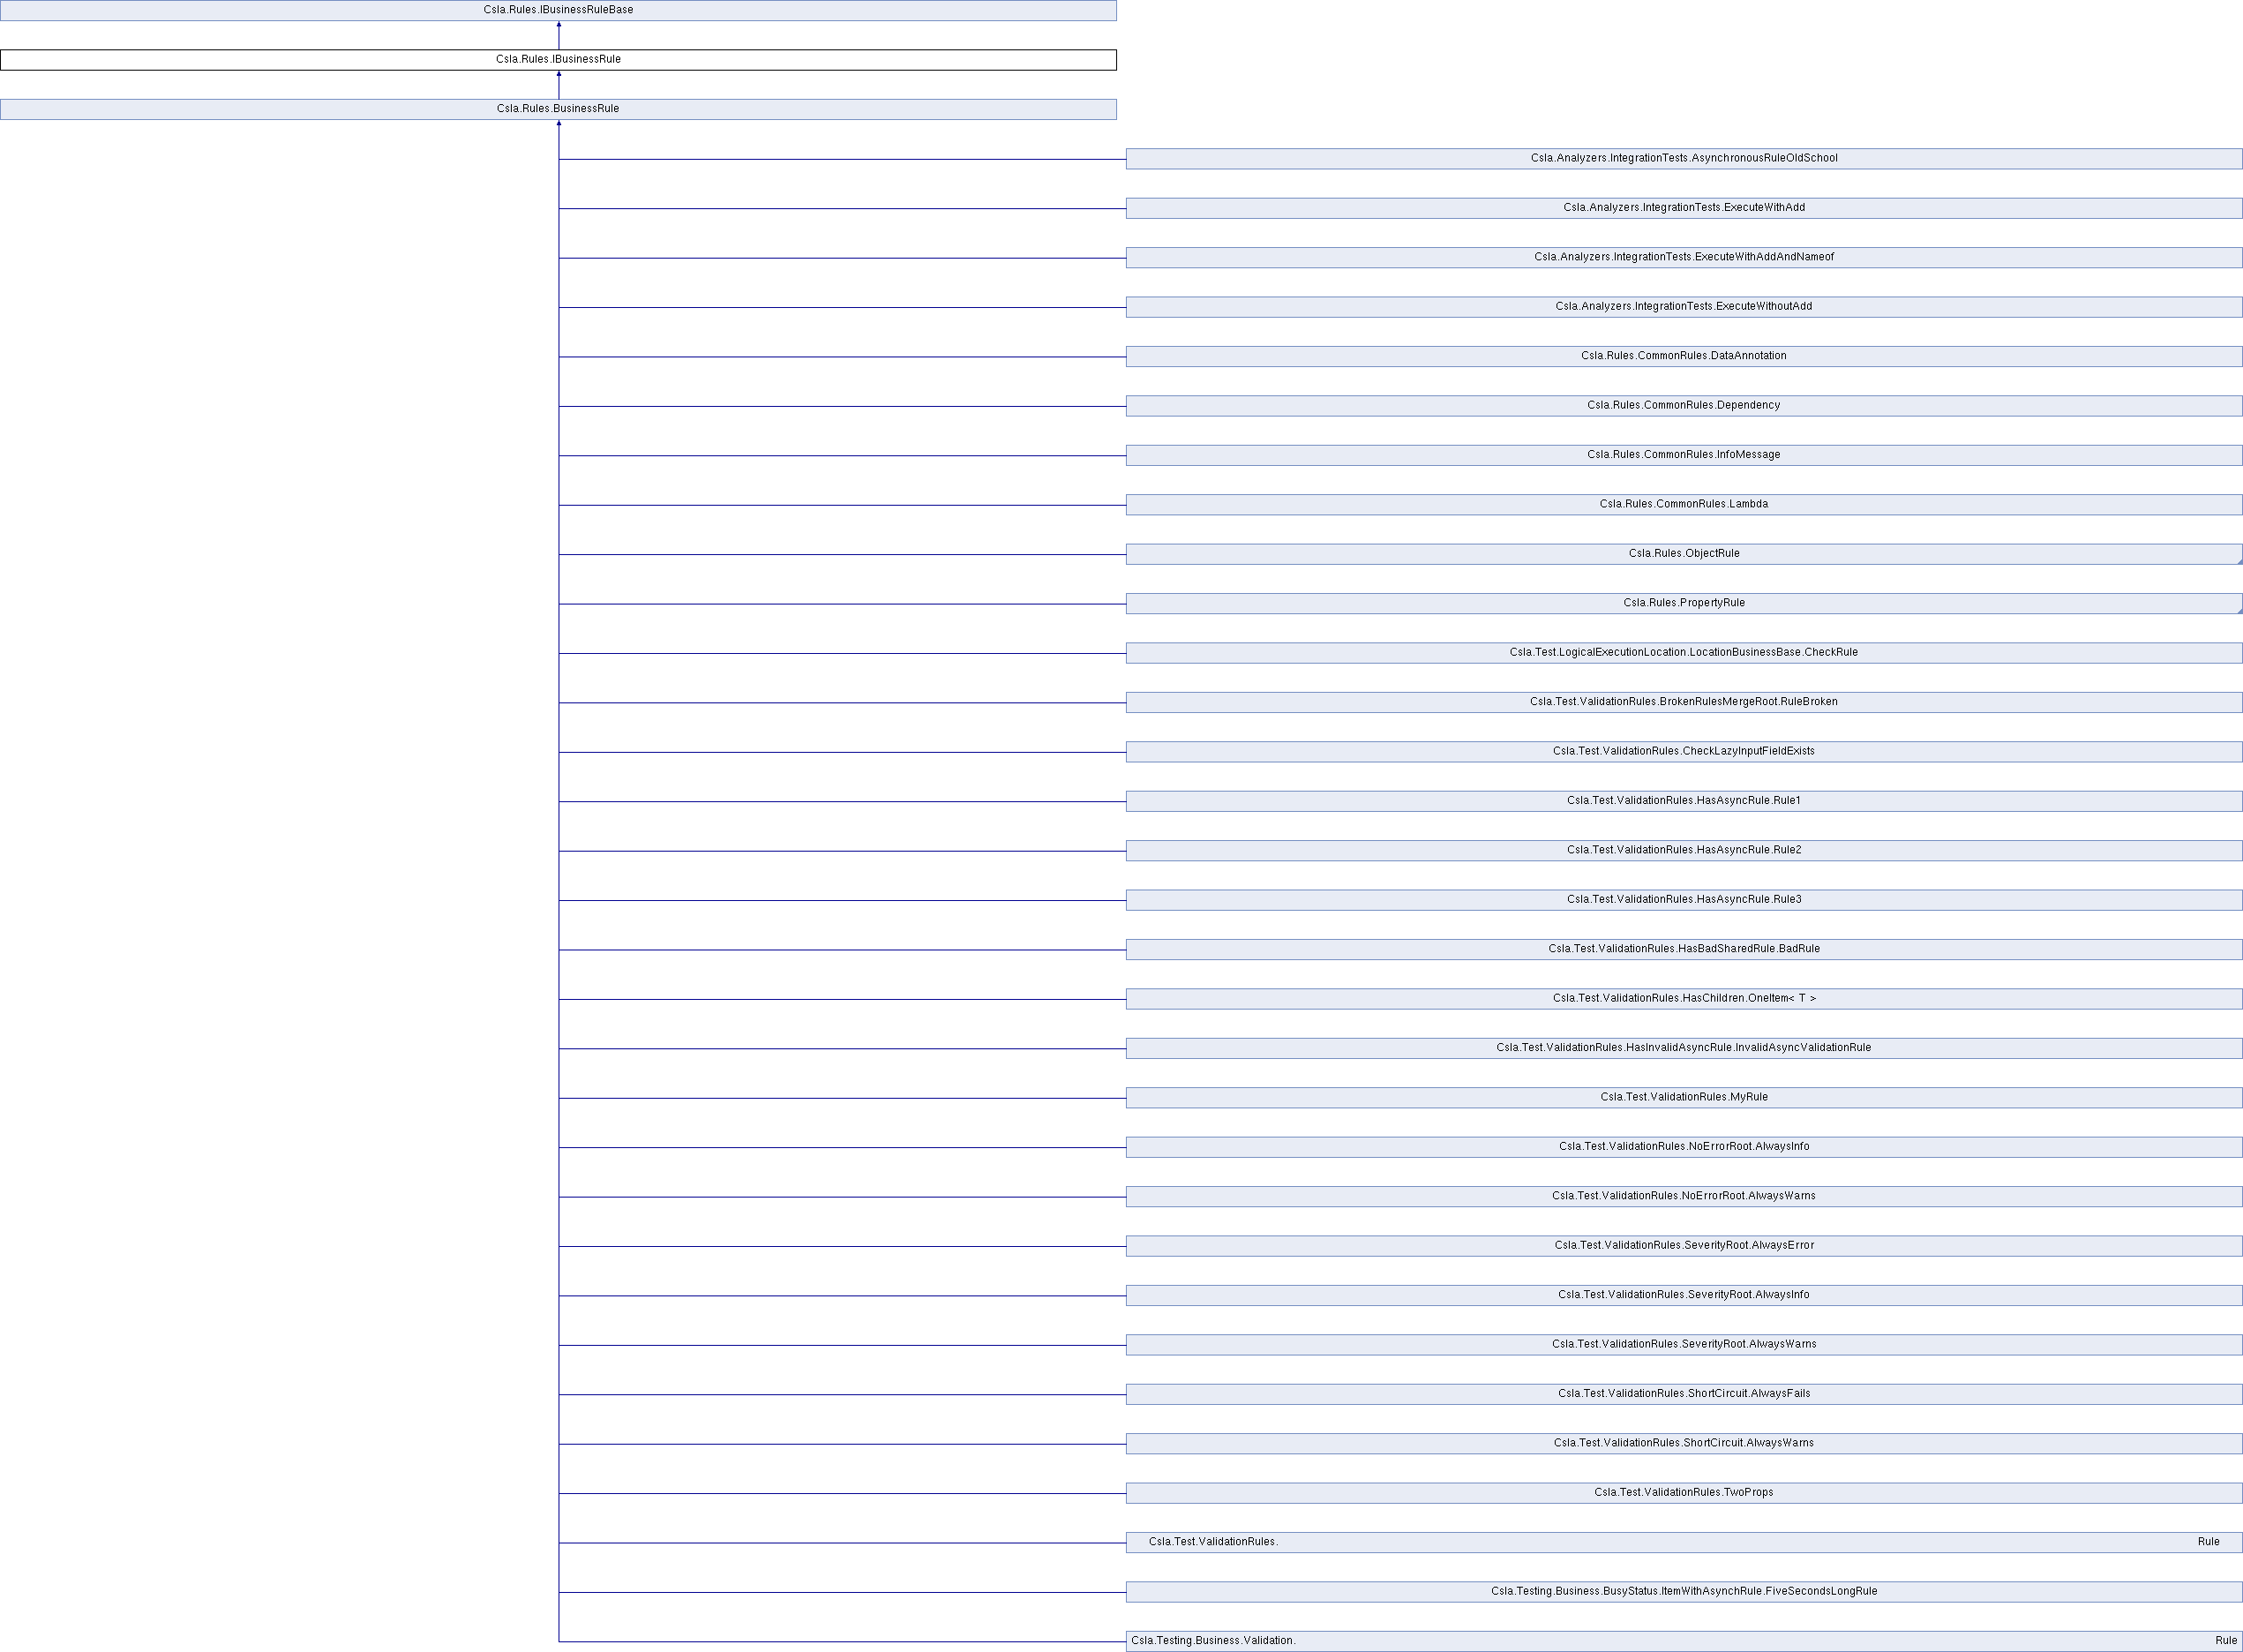 Csla.Rules.IBusinessRuleBase
Csla.Rules.IBusinessRule
Csla.Rules.BusinessRule
Csla.Analyzers.IntegrationTests.AsynchronousRuleOldSchool
Csla.Analyzers.IntegrationTests.ExecuteWithAdd
Csla.Analyzers.IntegrationTests.ExecuteWithAddAndNameof
Csla.Analyzers.IntegrationTests.ExecuteWithoutAdd
Csla.Rules.CommonRules.DataAnnotation
Csla.Rules.CommonRules.Dependency
Csla.Rules.CommonRules.InfoMessage
Csla.Rules.CommonRules.Lambda
Csla.Rules.ObjectRule
Csla.Rules.PropertyRule
Csla.Test.LogicalExecutionLocation.LocationBusinessBase.CheckRule
Csla.Test.ValidationRules.BrokenRulesMergeRoot.RuleBroken
Csla.Test.ValidationRules.CheckLazyInputFieldExists
Csla.Test.ValidationRules.HasAsyncRule.Rule1
Csla.Test.ValidationRules.HasAsyncRule.Rule2
Csla.Test.ValidationRules.HasAsyncRule.Rule3
Csla.Test.ValidationRules.HasBadSharedRule.BadRule
Csla.Test.ValidationRules.HasChildren.OneItem< T >
Csla.Test.ValidationRules.HasInvalidAsyncRule.InvalidAsyncValidationRule
Csla.Test.ValidationRules.MyRule
Csla.Test.ValidationRules.NoErrorRoot.AlwaysInfo
Csla.Test.ValidationRules.NoErrorRoot.AlwaysWarns
Csla.Test.ValidationRules.SeverityRoot.AlwaysError
Csla.Test.ValidationRules.SeverityRoot.AlwaysInfo
Csla.Test.ValidationRules.SeverityRoot.AlwaysWarns
Csla.Test.ValidationRules.ShortCircuit.AlwaysFails
Csla.Test.ValidationRules.ShortCircuit.AlwaysWarns
Csla.Test.ValidationRules.TwoProps
Csla.Test.ValidationRules. Rule
Csla.Testing.Business.BusyStatus.ItemWithAsynchRule.FiveSecondsLongRule
Csla.Testing.Business.Validation. Rule